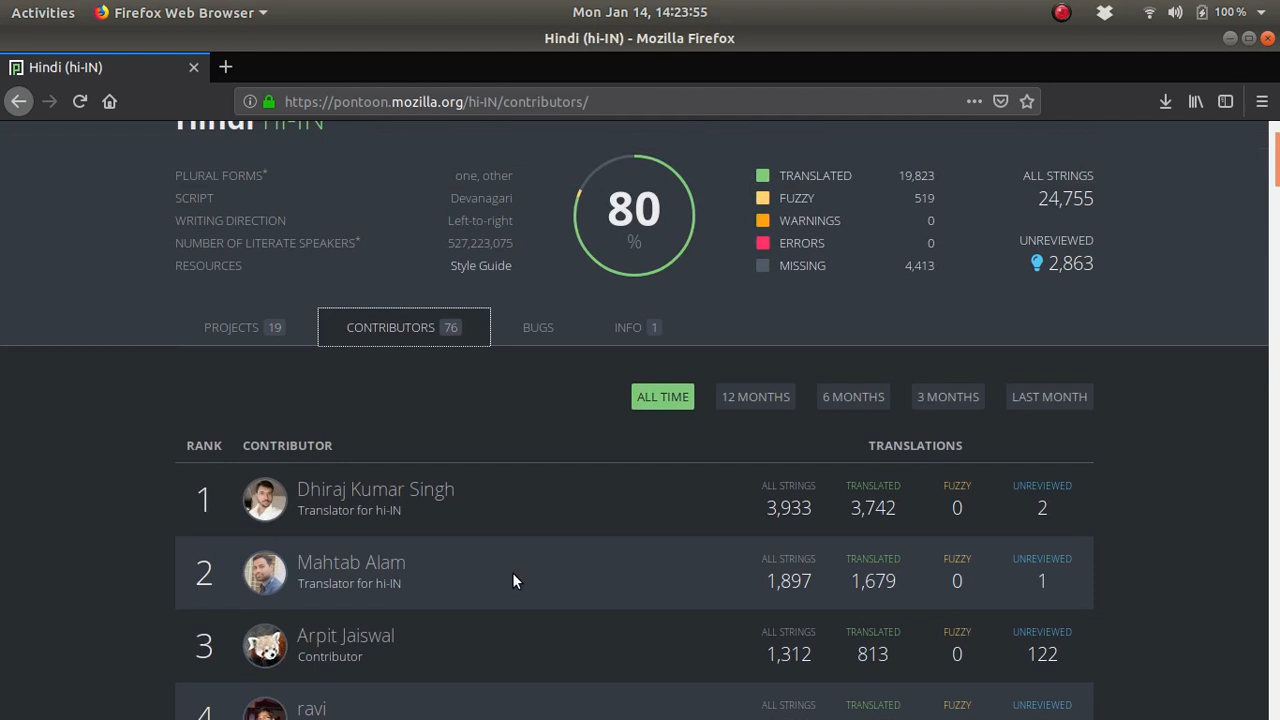 Activities Firefox Web Browser Mon Jan 14, 14:23:55 100 %
Hindi (hi-IN) - Mozilla Firefox
Hindi (hi-IN)
https://pontoon.mozilla.org/hi-IN/contributors/
Hindi HI-IN
PLURAL FORMS* one, other
SCRIPT Devanagari
WRITING DIRECTION Left-to-right
NUMBER OF LITERATE SPEAKERS* 527,223,075
RESOURCES Style Guide
80
%
TRANSLATED 19,823
FUZZY 519
WARNINGS 0
ERRORS 0
MISSING 4,413
ALL STRINGS
24,755
UNREVIEWED
2,863
PROJECTS 19 CONTRIBUTORS 76 BUGS INFO 1
ALL TIME 12 MONTHS 6 MONTHS 3 MONTHS LAST MONTH
RANK CONTRIBUTOR TRANSLATIONS
1 Dhiraj Kumar Singh
Translator for hi-IN
ALL STRINGS TRANSLATED FUZZY UNREVIEWED
3,933 3,742 0 2
2 Mahtab Alam
Translator for hi-IN
ALL STRINGS TRANSLATED FUZZY UNREVIEWED
1,897 1,679 0 1
3 Arpit Jaiswal
Contributor
ALL STRINGS TRANSLATED FUZZY UNREVIEWED
1,312 813 0 122
4 ravi
ALL STRINGS TRANSLATED FUZZY UNREVIEWED